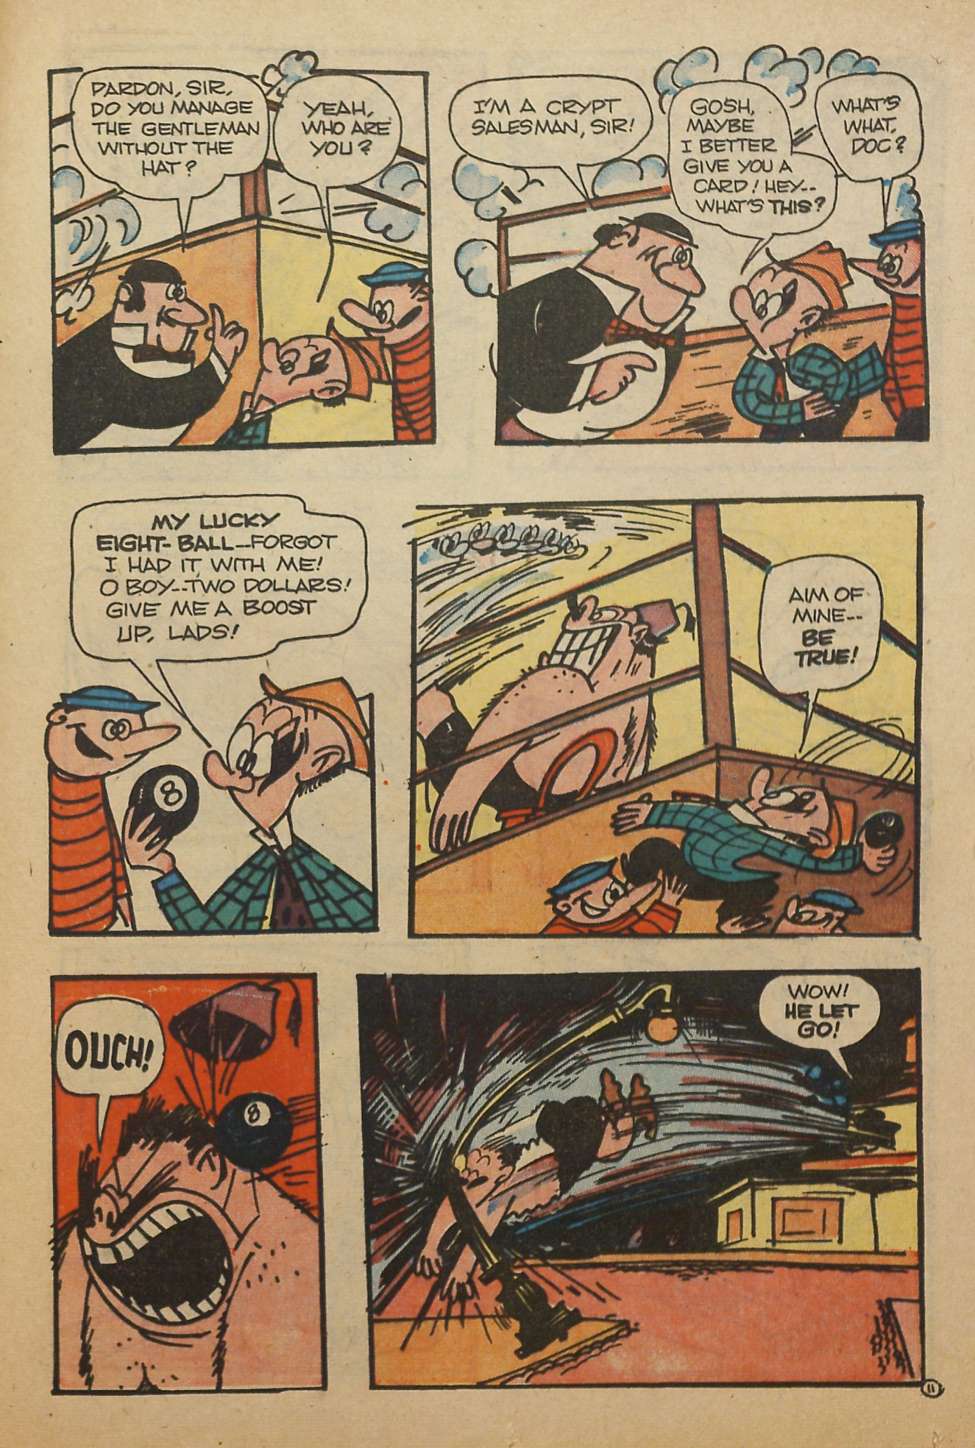 PARDON, SIR,
DO YOU MANAGE
THE GENTLEMAN
WITHOUT THE
HAT?
YEAH,
WHO ARE
YOU?
I'M A CRYPT
SALESMAN, SIR!
GOSH,
MAYBE
I BETTER
GIVE YOU A
CARD! HEY--
WHAT'S THIS?
WHAT'S
WHAT,
DOC?
MY LUCKY
EIGHT-BALL--FORGOT
I HAD IT WITH ME!
O BOY--TWO DOLLARS!
GIVE ME A BOOST
UP, LADS!
8
AIM OF
MINE--
BE
TRUE!
OUCH!
8
WOW!
HE LET
GO!
11